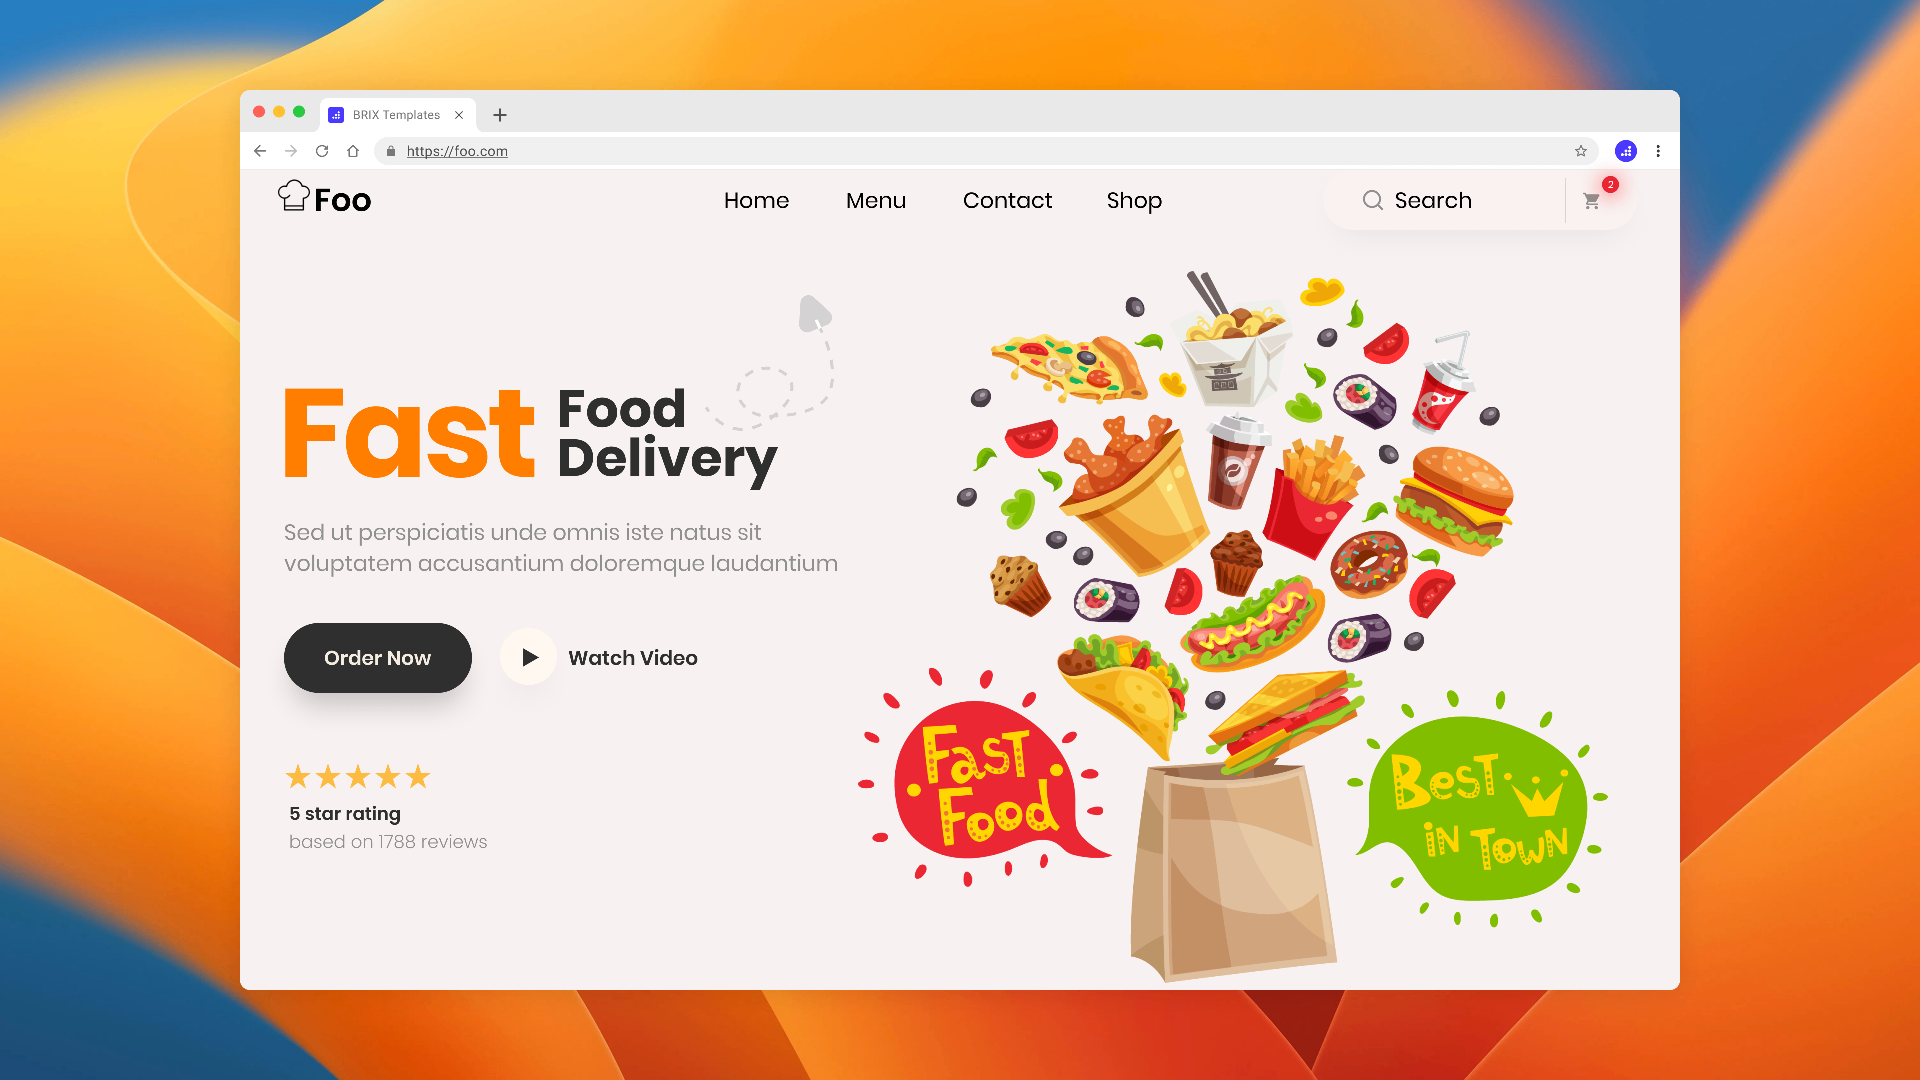 BRIX Templates
https://foo.com
Foo
Home
Menu
Contact
Shop
Search
2
Fast
Food
Delivery
Sed ut perspiciatis unde omnis iste natus sit
voluptatem accusantium doloremque laudantium
Order Now
Watch Video
5 star rating
based on 1788 reviews
Fast
Food
Best
in Town